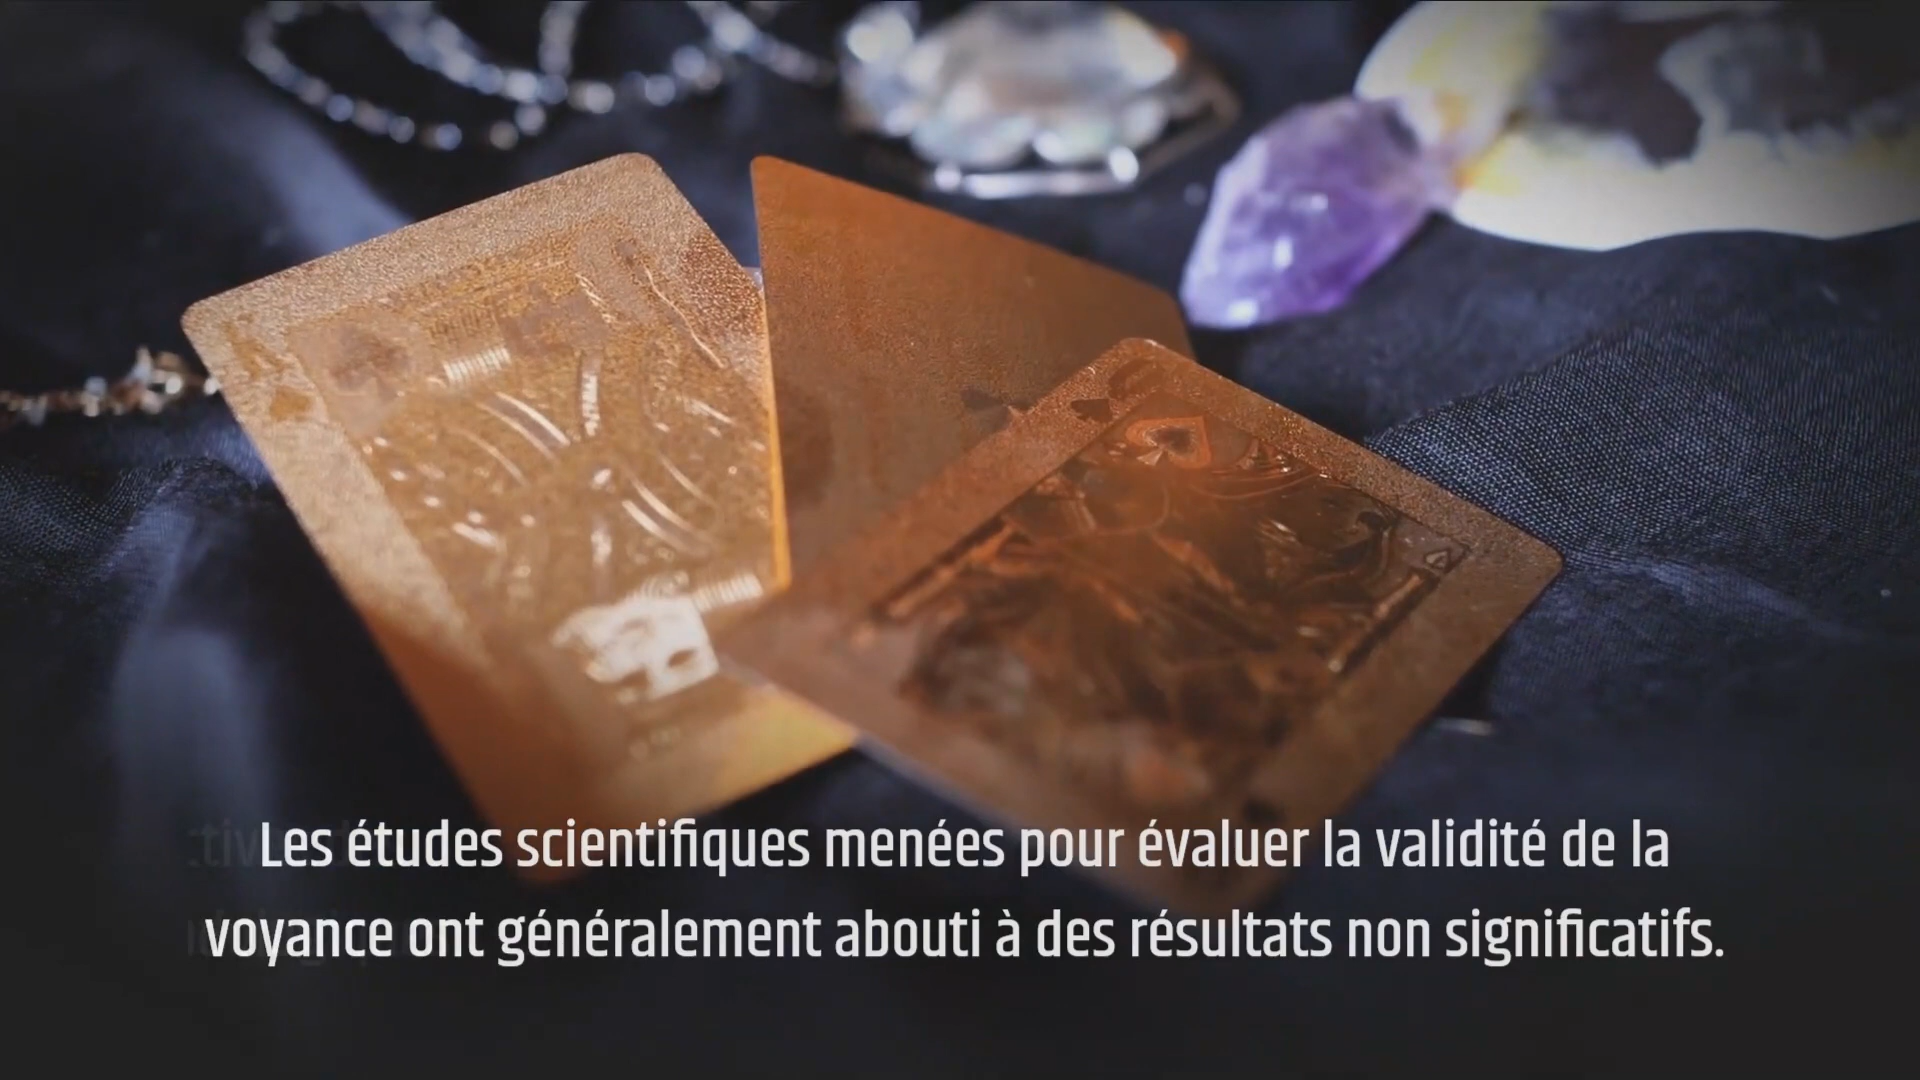 Les études scientifiques menées pour évaluer la validité de la
voyance ont généralement abouti à des résultats non significatifs.